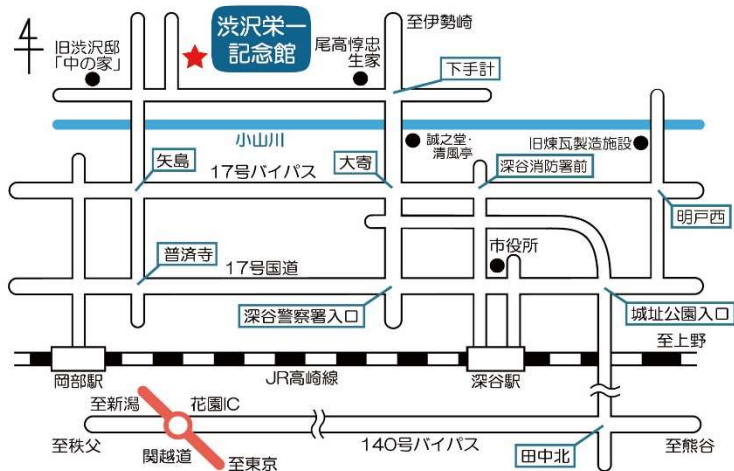 至伊勢崎
渋沢栄一
記念館
旧渋沢邸
「中の家」
尾高惇忠
生家
下手計
小山川
誠之堂・
清風亭
旧煉瓦製造施設
矢島
17号バイパス
大寄
深谷消防署前
明戸西
普済寺
17号国道
市役所
深谷警察署入口
城址公園入口
至上野
岡部駅
JR高崎線
深谷駅
至新潟
花園IC
至秩父
関越道
至東京
140号バイパス
田中北
至熊谷